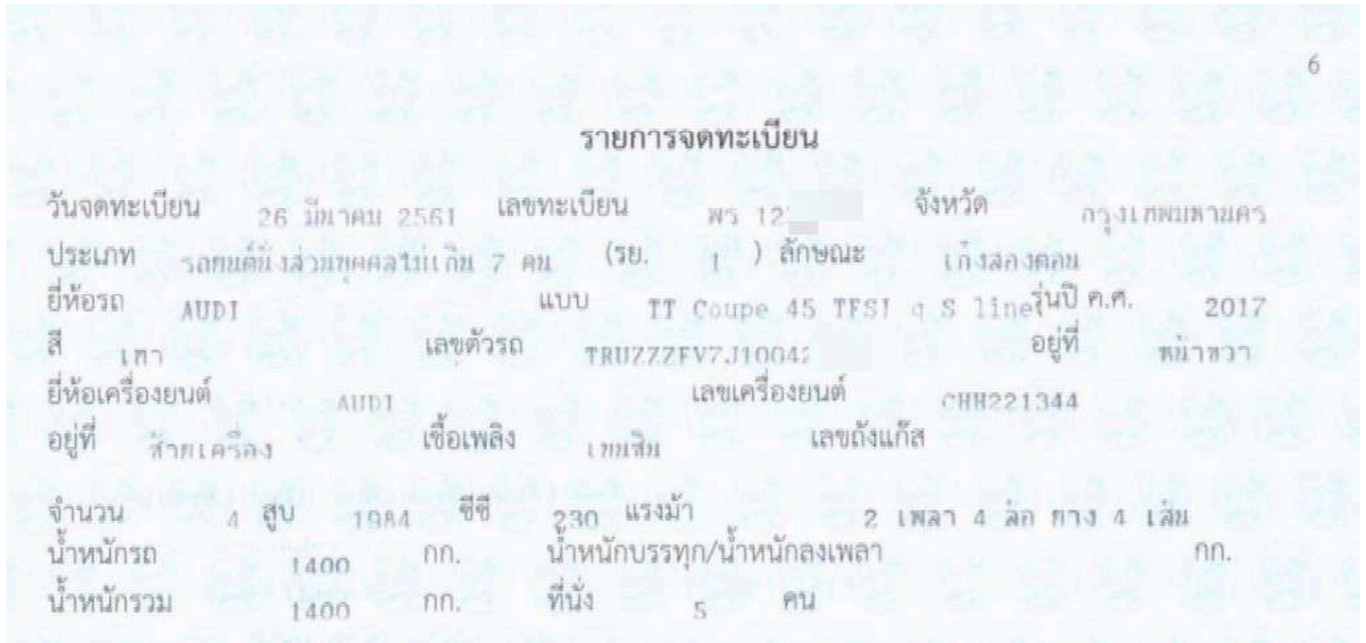 6
รายการจดทะเบียน
วันจดทะเบียน 26 มีนาคม 2561 เลขทะเบียน พร 12 จังหวัด กรุงเทพมหานคร
ประเภท รถยนต์นั่งส่วนบุคคลไม่เกิน 7 คน (รย. 1 ) ลักษณะ เก๋งสองตอน
ยี่ห้อรถ AUDI แบบ TT Coupe 45 TFSI q S line รุ่นปี ค.ศ. 2017
สี เทา เลขตัวรถ TRUZZZFV7J10042 อยู่ที่ หน้าขวา
ยี่ห้อเครื่องยนต์ AUDI เลขเครื่องยนต์ CHH221344
อยู่ที่ ซ้ายเครื่อง เชื้อเพลิง เบนซิน เลขถังแก๊ส
จำนวน 4 สูบ 1984 ซีซี 230 แรงม้า 2 เพลา 4 ล้อ ยาง 4 เส้น
น้ำหนักรถ 1400 กก. น้ำหนักบรรทุก/น้ำหนักลงเพลา กก.
น้ำหนักรวม 1400 กก. ที่นั่ง 5 คน